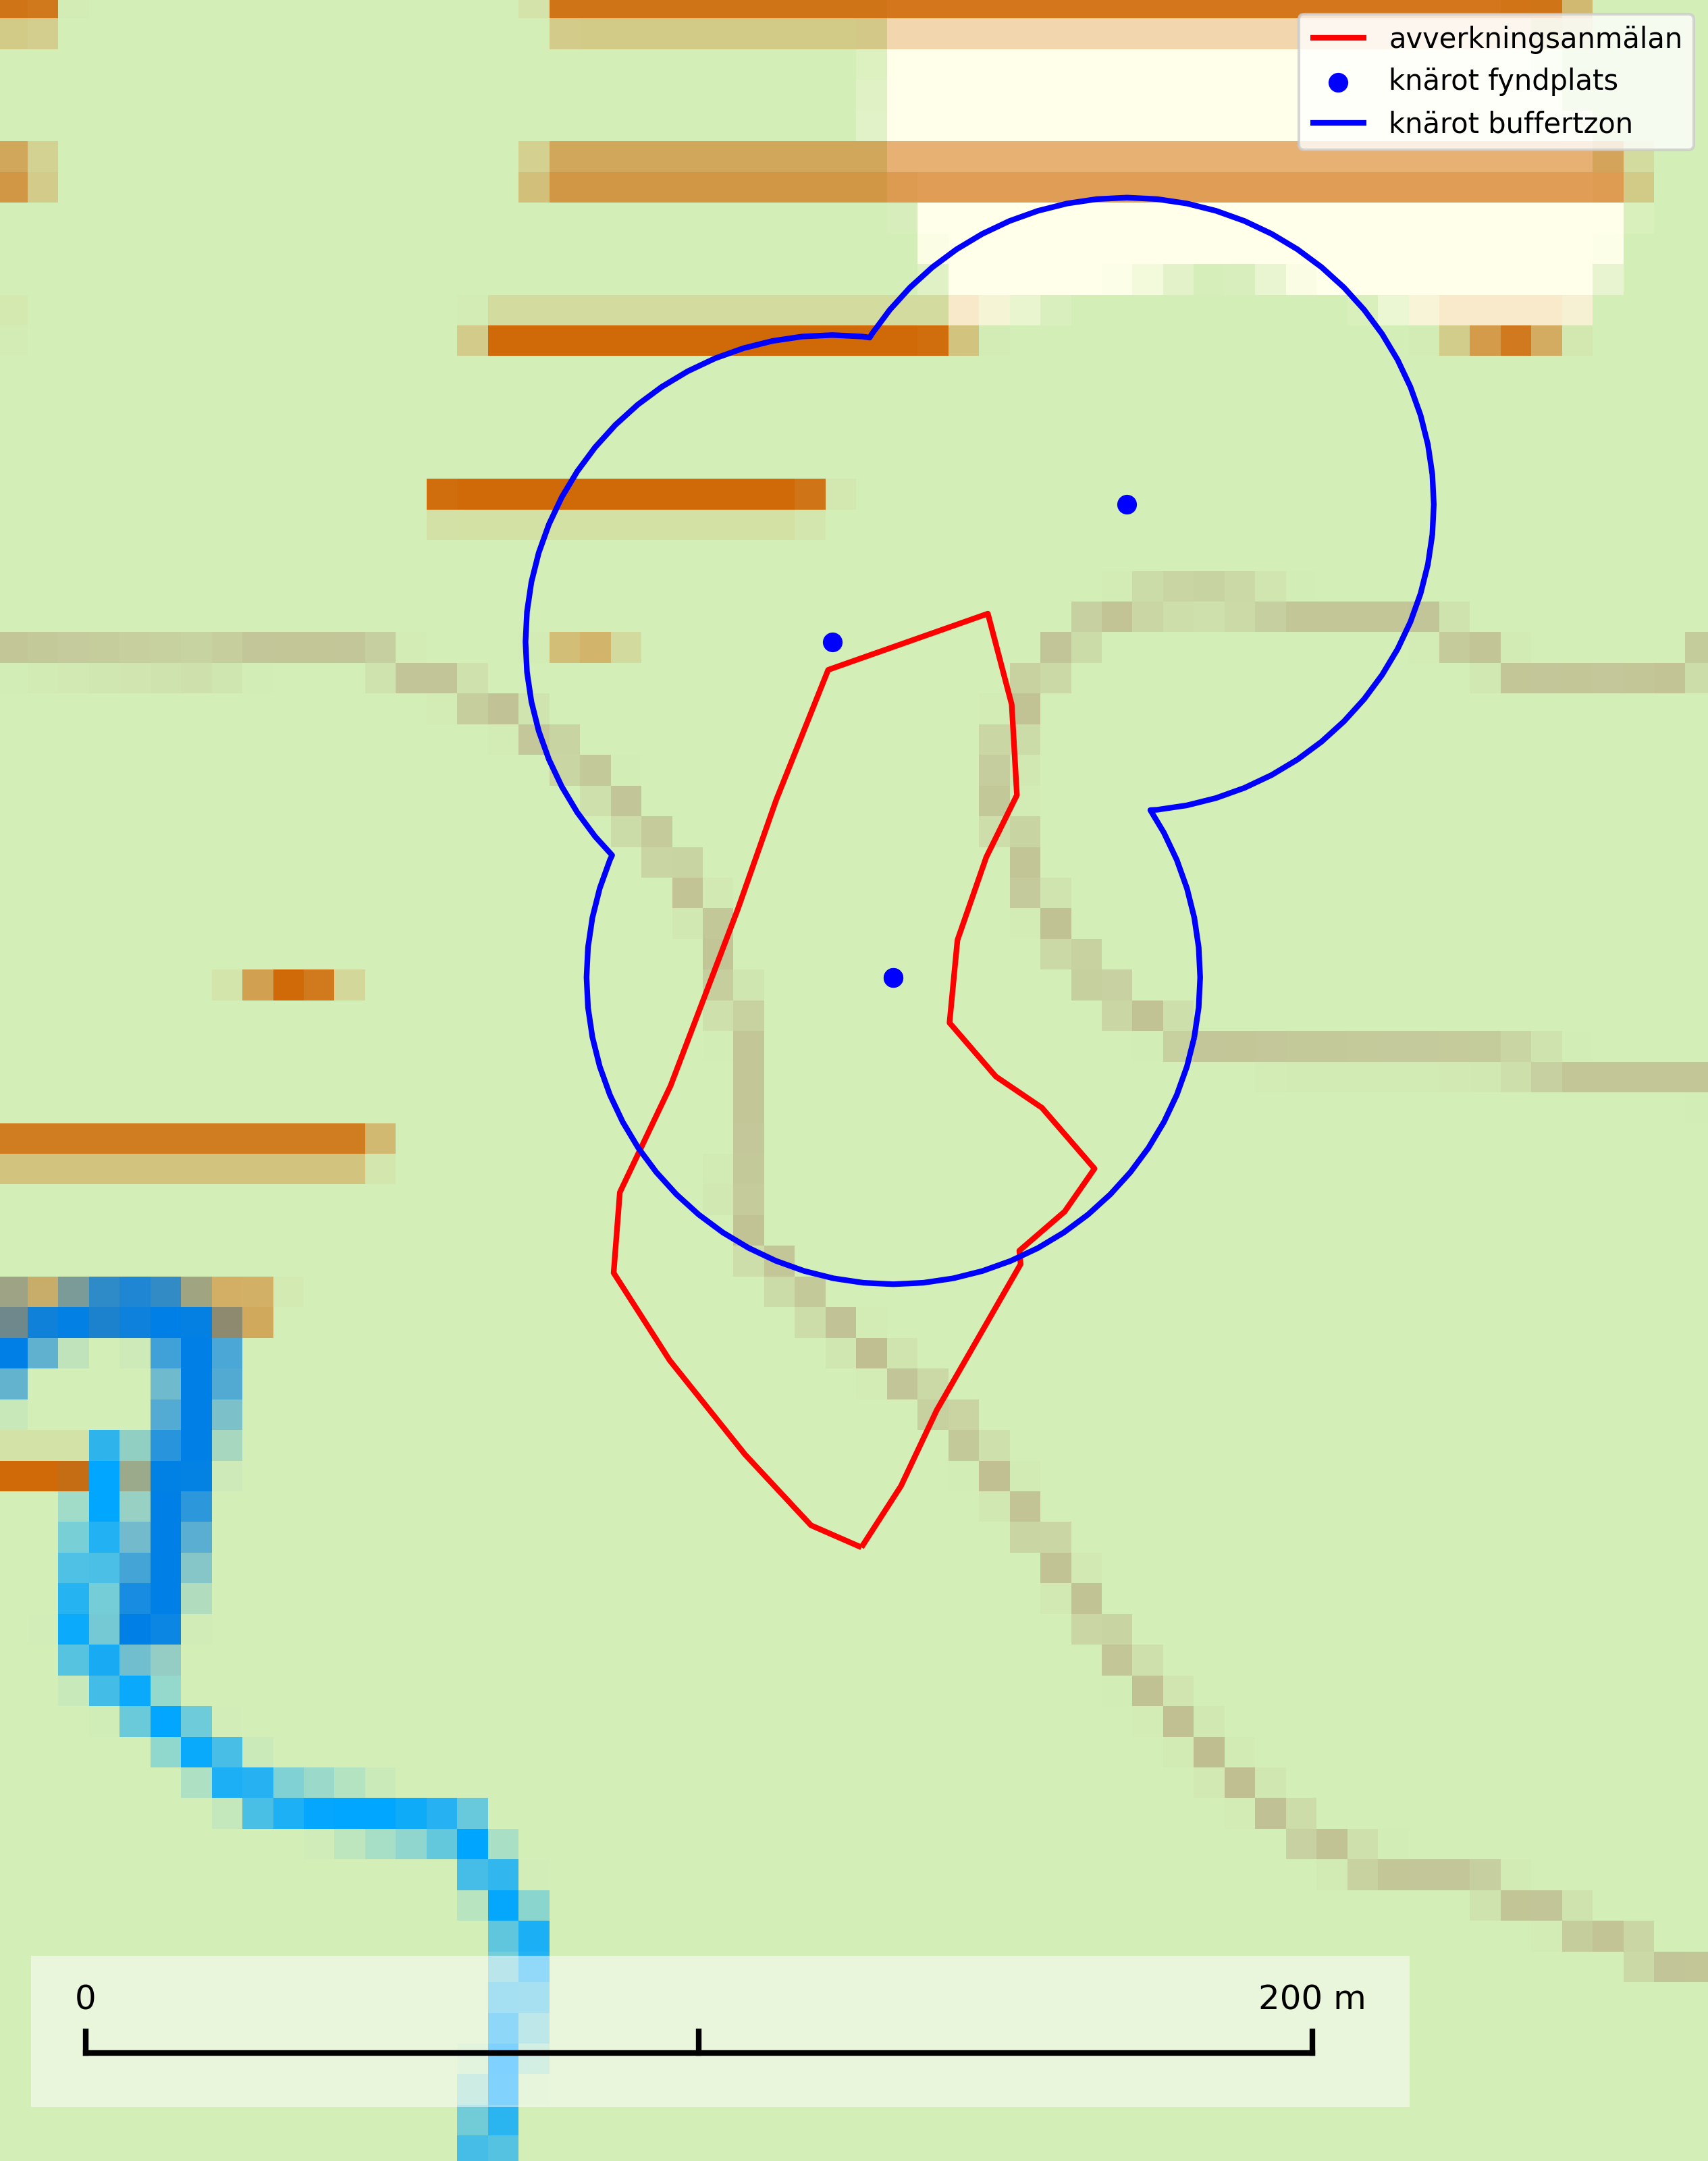 avverkningsanmälan
knärot fyndplats
knärot buffertzon
0 200 m